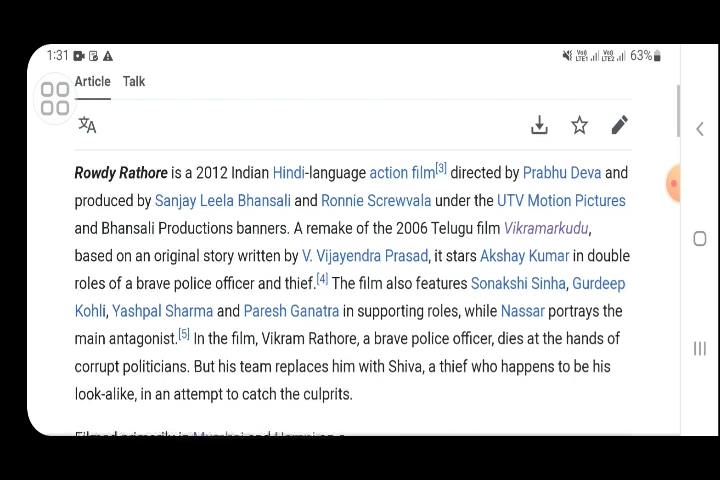 1:31
63%
Article Talk
Rowdy Rathore is a 2012 Indian Hindi-language action film[3] directed by Prabhu Deva and
produced by Sanjay Leela Bhansali and Ronnie Screwvala under the UTV Motion Pictures
and Bhansali Productions banners. A remake of the 2006 Telugu film Vikramarkudu,
based on an original story written by V. Vijayendra Prasad, it stars Akshay Kumar in double
roles of a brave police officer and thief.[4] The film also features Sonakshi Sinha, Gurdeep
Kohli, Yashpal Sharma and Paresh Ganatra in supporting roles, while Nassar portrays the
main antagonist.[5] In the film, Vikram Rathore, a brave police officer, dies at the hands of
corrupt politicians. But his team replaces him with Shiva, a thief who happens to be his
look-alike, in an attempt to catch the culprits.